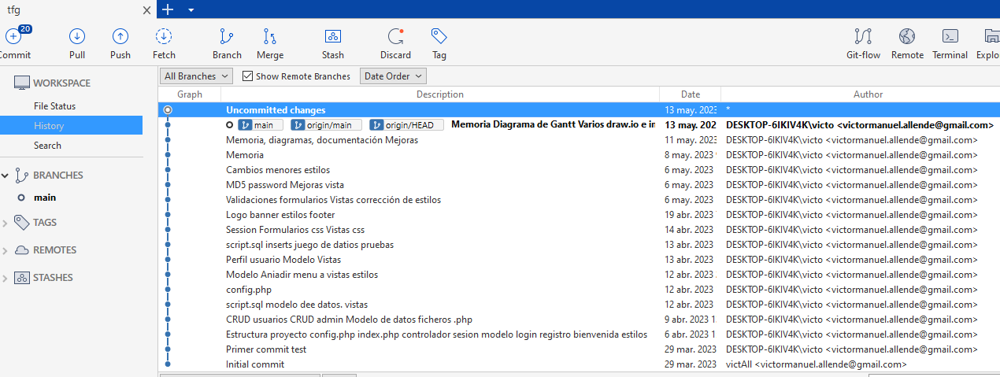 tfg
20
Commit Pull Push Fetch Branch Merge Stash Discard Tag Git-flow Remote Terminal Explo
All Branches Show Remote Branches Date Order
WORKSPACE
File Status
History
Search
BRANCHES
main
TAGS
REMOTES
STASHES
Graph Description Date Author
Uncommitted changes 13 may. 2023 *
main origin/main origin/HEAD Memoria Diagrama de Gantt Varios draw.io e in 13 may. 202 DESKTOP-6IKIV4K\victo <victormanuel.allende@gmail.com>
Memoria, diagramas, documentación Mejoras 11 may. 2023 DESKTOP-6IKIV4K\victo <victormanuel.allende@gmail.com>
Memoria 8 may. 2023 DESKTOP-6IKIV4K\victo <victormanuel.allende@gmail.com>
Cambios menores estilos 6 may. 2023 DESKTOP-6IKIV4K\victo <victormanuel.allende@gmail.com>
MD5 password Mejoras vista 6 may. 2023 DESKTOP-6IKIV4K\victo <victormanuel.allende@gmail.com>
Validaciones formularios Vistas corrección de estilos 6 may. 2023 DESKTOP-6IKIV4K\victo <victormanuel.allende@gmail.com>
Logo banner estilos footer 19 abr. 2023 DESKTOP-6IKIV4K\victo <victormanuel.allende@gmail.com>
Session Formularios css Vistas css 14 abr. 2023 DESKTOP-6IKIV4K\victo <victormanuel.allende@gmail.com>
script.sql inserts juego de datos pruebas 13 abr. 2023 DESKTOP-6IKIV4K\victo <victormanuel.allende@gmail.com>
Perfil usuario Modelo Vistas 13 abr. 2023 DESKTOP-6IKIV4K\victo <victormanuel.allende@gmail.com>
Modelo Aniadir menu a vistas estilos 12 abr. 2023 DESKTOP-6IKIV4K\victo <victormanuel.allende@gmail.com>
config.php 12 abr. 2023 DESKTOP-6IKIV4K\victo <victormanuel.allende@gmail.com>
script.sql modelo dee datos. vistas 12 abr. 2023 DESKTOP-6IKIV4K\victo <victormanuel.allende@gmail.com>
CRUD usuarios CRUD admin Modelo de datos ficheros .php 9 abr. 2023 1 DESKTOP-6IKIV4K\victo <victormanuel.allende@gmail.com>
Estructura proyecto config.php index.php controlador sesion modelo login registro bienvenida estilos 6 abr. 2023 1 DESKTOP-6IKIV4K\victo <victormanuel.allende@gmail.com>
Primer commit test 29 mar. 2023 DESKTOP-6IKIV4K\victo <victormanuel.allende@gmail.com>
Initial commit 29 mar. 2023 victAll <victormanuel.allende@gmail.com>